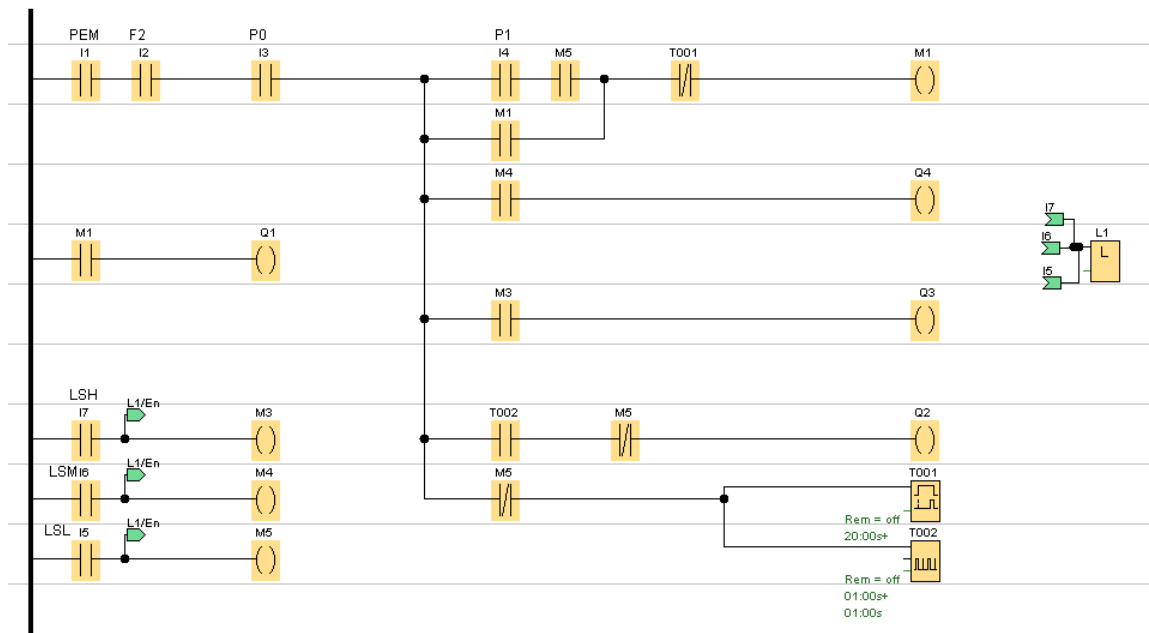 PEM F2 P0 P1
I1 I2 I3 I4 M5 T001 M1
M1
M4 Q4
I7
M1 Q1 I6 L1
L
I5
M3 Q3
LSH
I7 L1/En M3 T002 M5 Q2
LSM I6 L1/En M4 M5 T001
Rem = off
20:00s+
LSL I5 L1/En M5 T002
Rem = off
01:00s+
01:00s